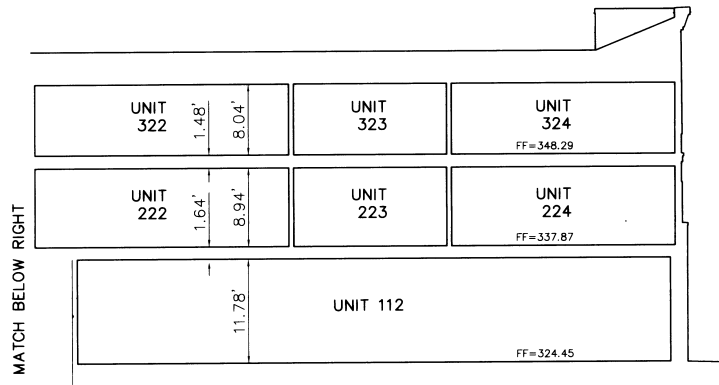 UNIT
322
1.48'
8.04'
UNIT
323
UNIT
324
FF=348.29
UNIT
222
1.64'
8.94'
UNIT
223
UNIT
224
FF=337.87
MATCH BELOW RIGHT
11.78'
UNIT 112
FF=324.45